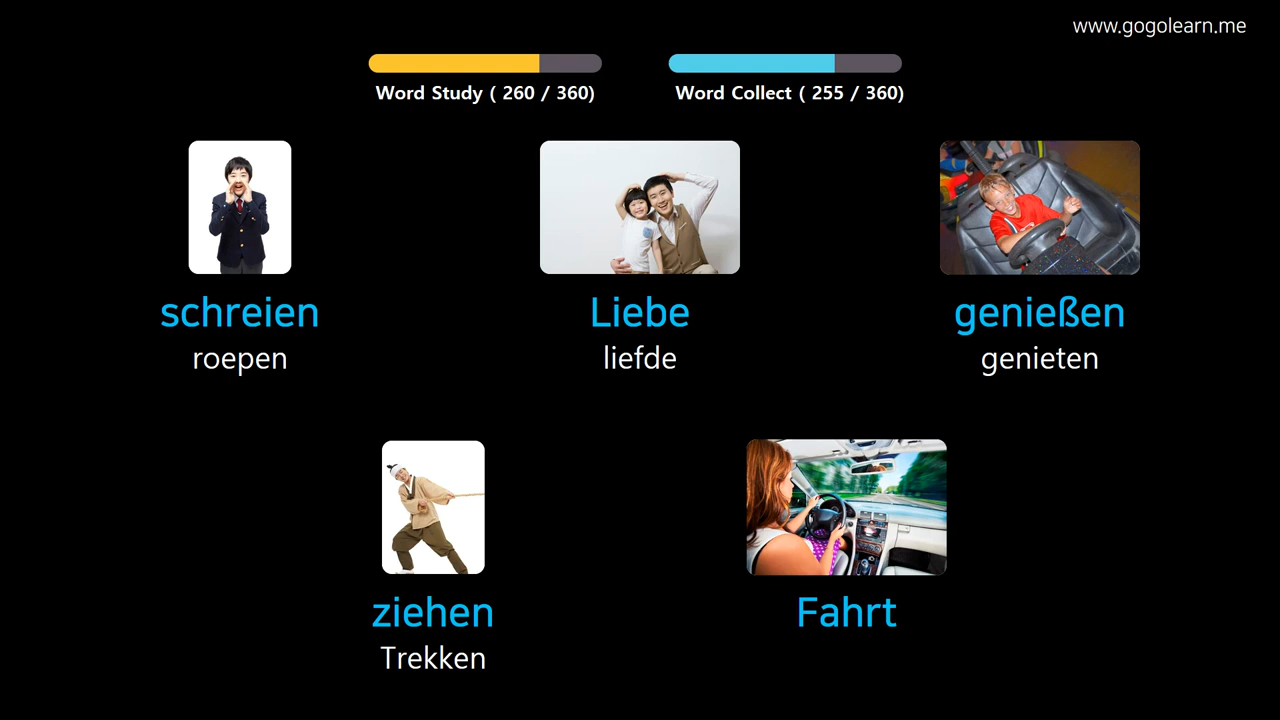 www.gogolearn.me
Word Study ( 260 / 360)
Word Collect ( 255 / 360)
schreien
roepen
Liebe
liefde
genießen
genieten
ziehen
Trekken
Fahrt